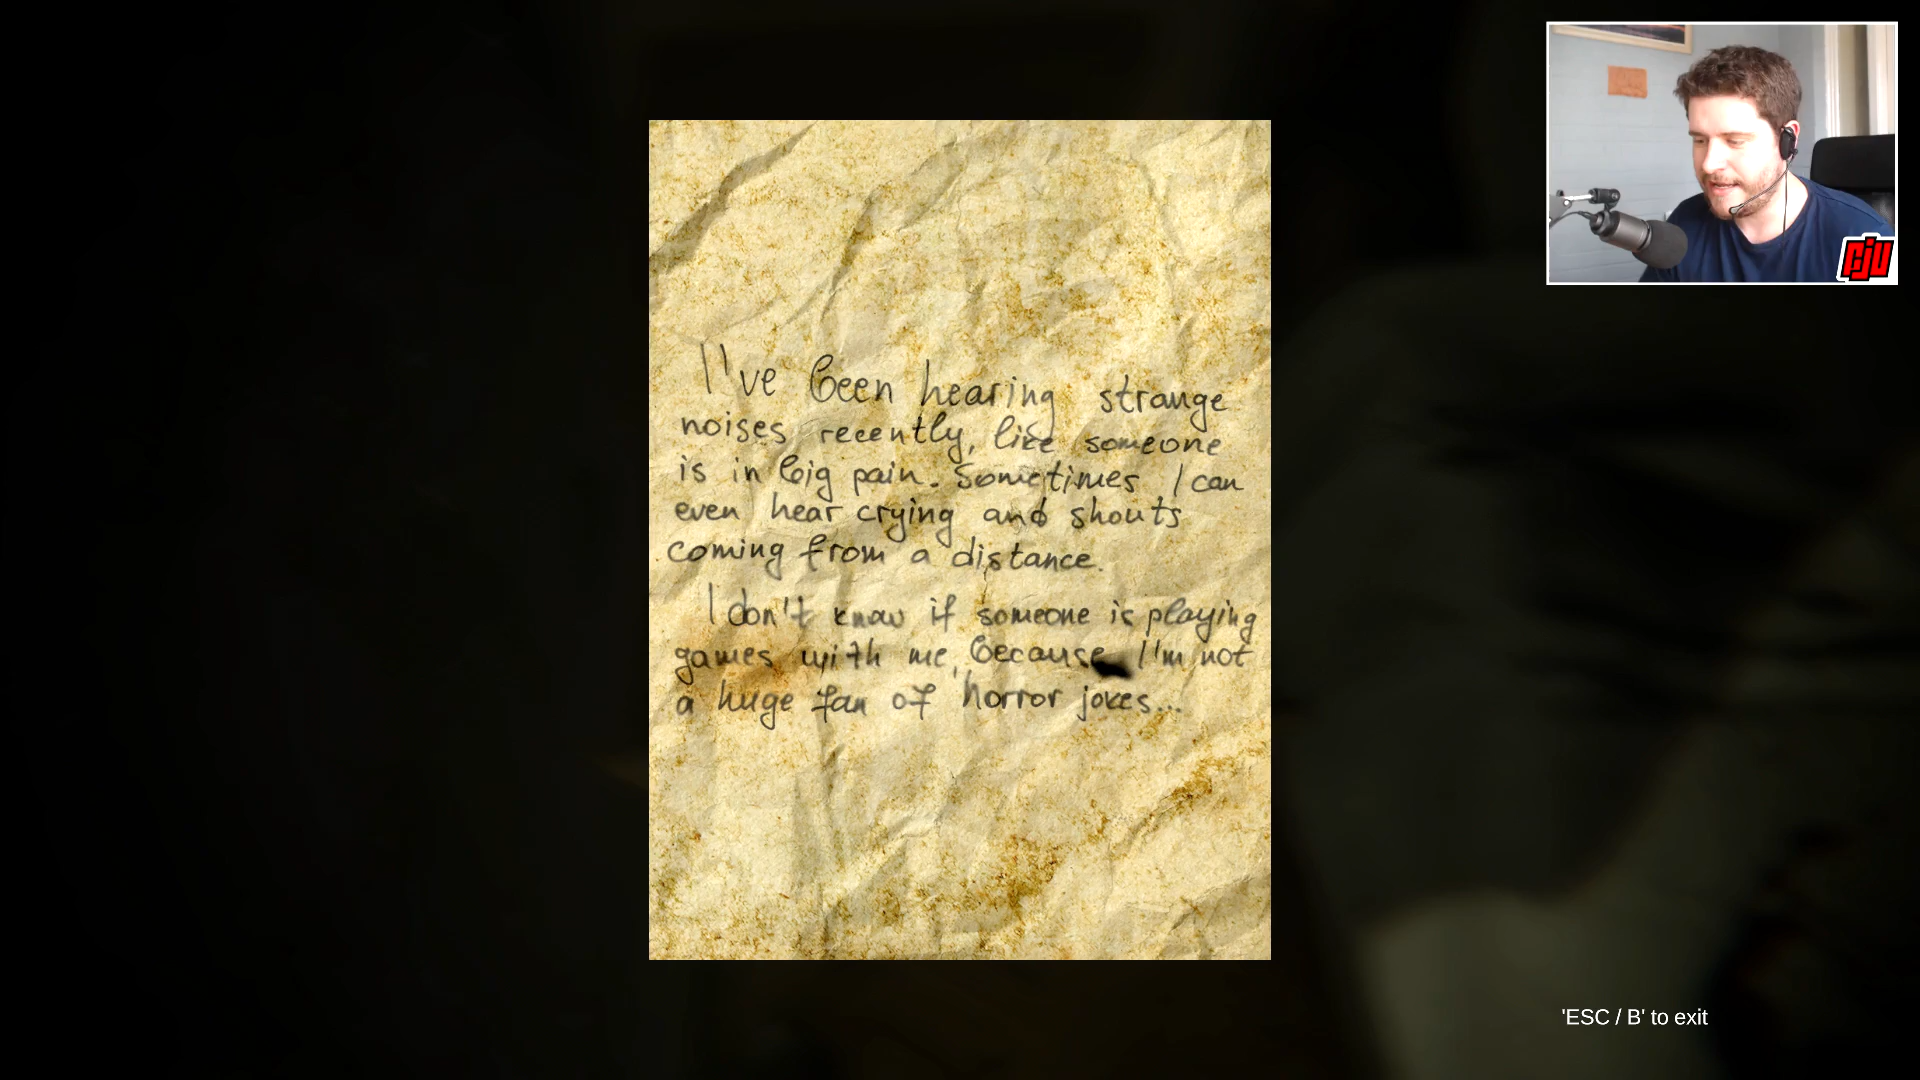 I've been hearing strange
noises recently, like someone
is in big pain. Sometimes I can
even hear crying and shouts
coming from a distance.
I don't know if someone is playing
games with me, because I'm not
a huge fan of horror jokes...
CJU
'ESC / B' to exit